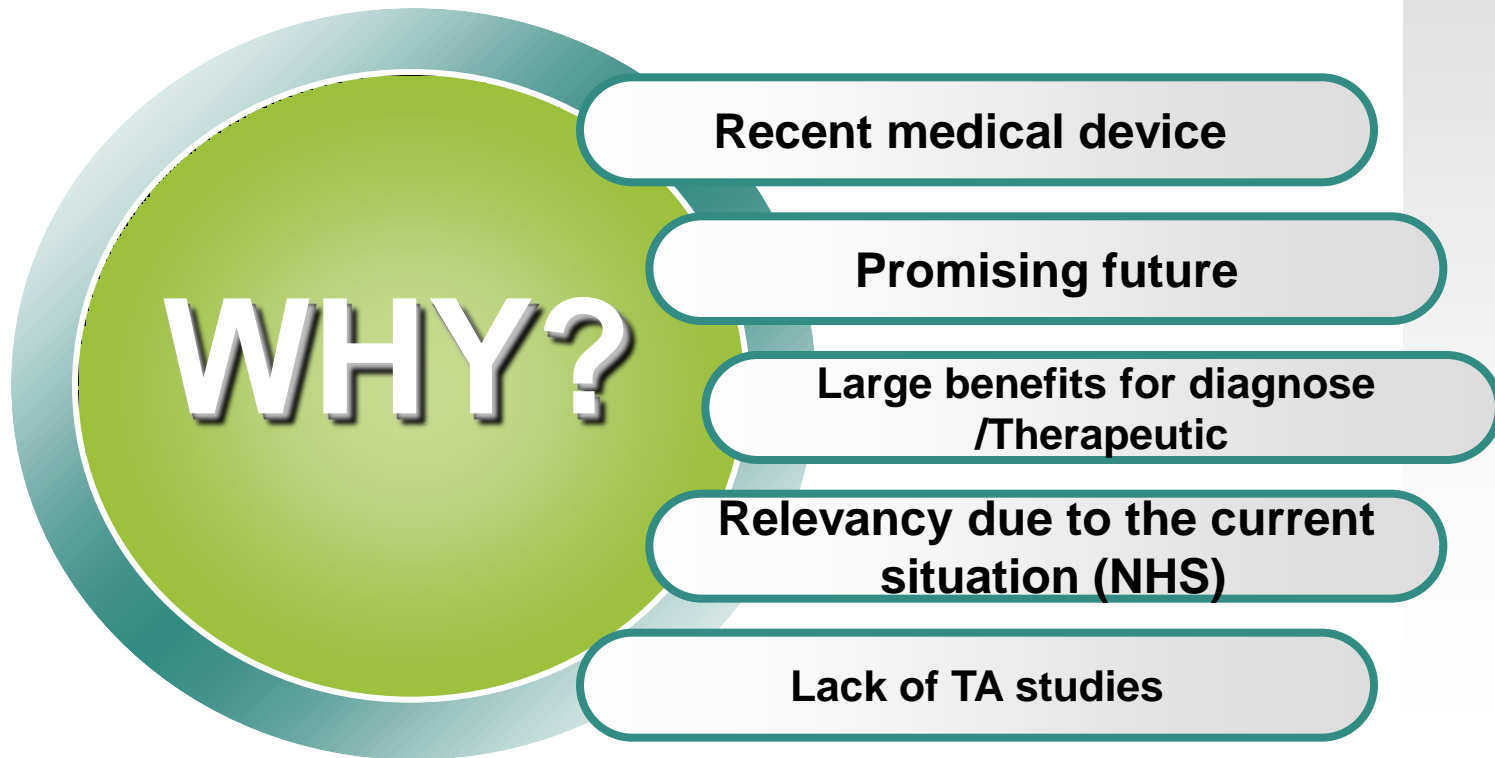 WHY?
Recent medical device
Promising future
Large benefits for diagnose
/Therapeutic
Relevancy due to the current
situation (NHS)
Lack of TA studies